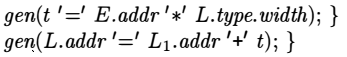 gen(t '=' E.addr '*' L.type.width); }
gen(L.addr '=' L₁.addr '+' t); }